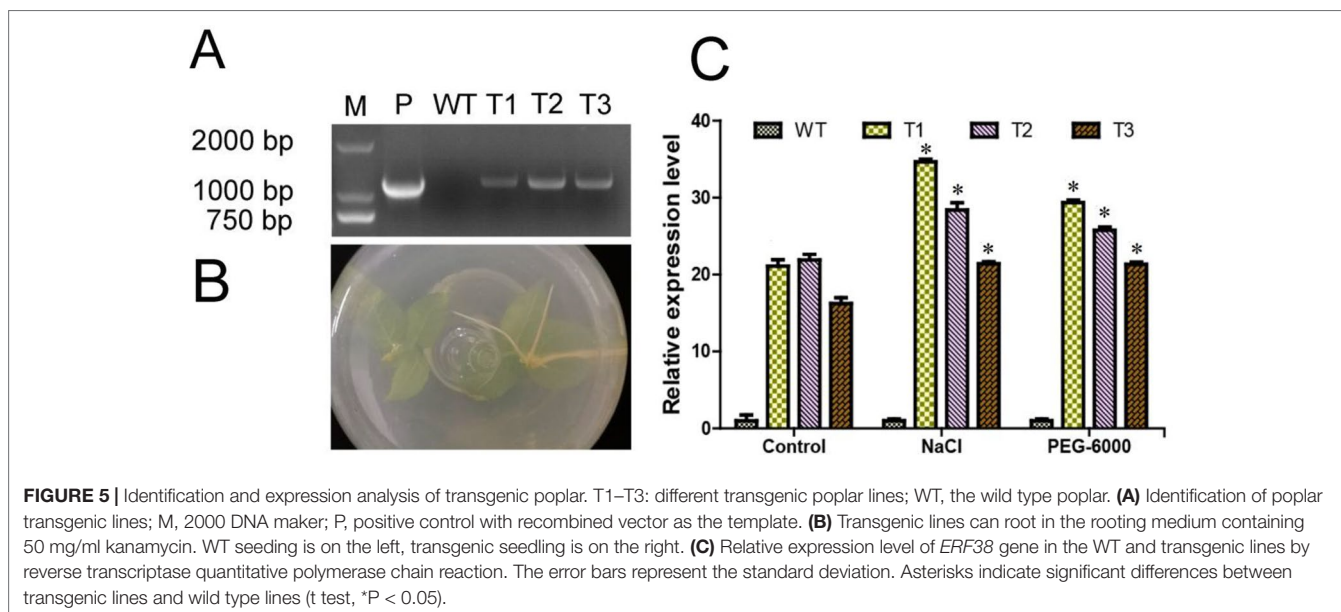 A
M P WT T1 T2 T3
2000 bp
1000 bp
750 bp
B
C
WT T1 T2 T3
Relative expression level
40
30
20
10
0
* * *
* * *
Control NaCl PEG-6000
FIGURE 5 | Identification and expression analysis of transgenic poplar. T1–T3: different transgenic poplar lines; WT, the wild type poplar. (A) Identification of poplar
transgenic lines; M, 2000 DNA maker; P, positive control with recombined vector as the template. (B) Transgenic lines can root in the rooting medium containing
50 mg/ml kanamycin. WT seeding is on the left, transgenic seedling is on the right. (C) Relative expression level of ERF38 gene in the WT and transgenic lines by
reverse transcriptase quantitative polymerase chain reaction. The error bars represent the standard deviation. Asterisks indicate significant differences between
transgenic lines and wild type lines (t test, *P < 0.05).